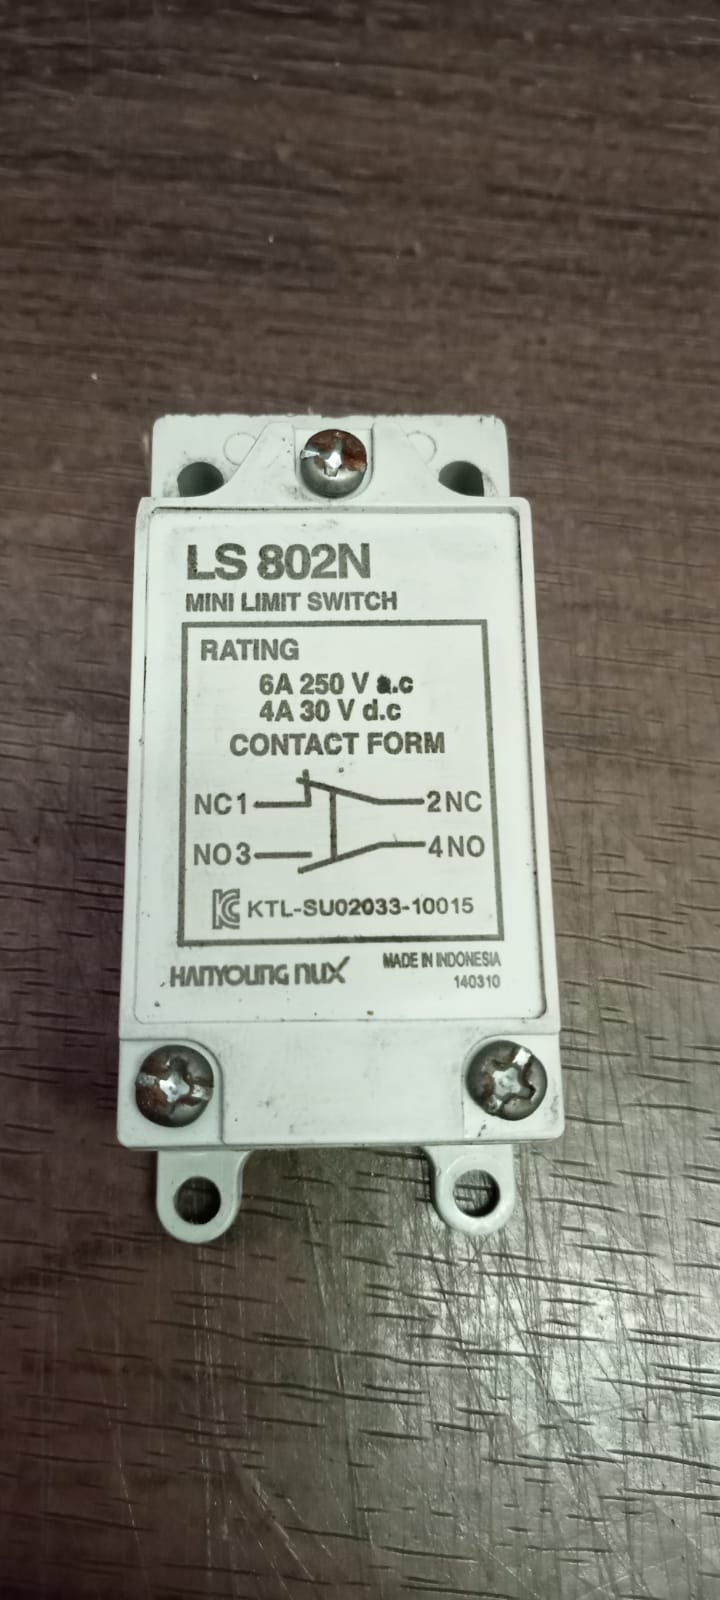 LS 802N
MINI LIMIT SWITCH
RATING
6A 250 V a.c
4A 30 V d.c
CONTACT FORM
NC1 2NC
NO3 4NO
KC KTL-SU02033-10015
HANYOUNG NUX MADE IN INDONESIA
140310